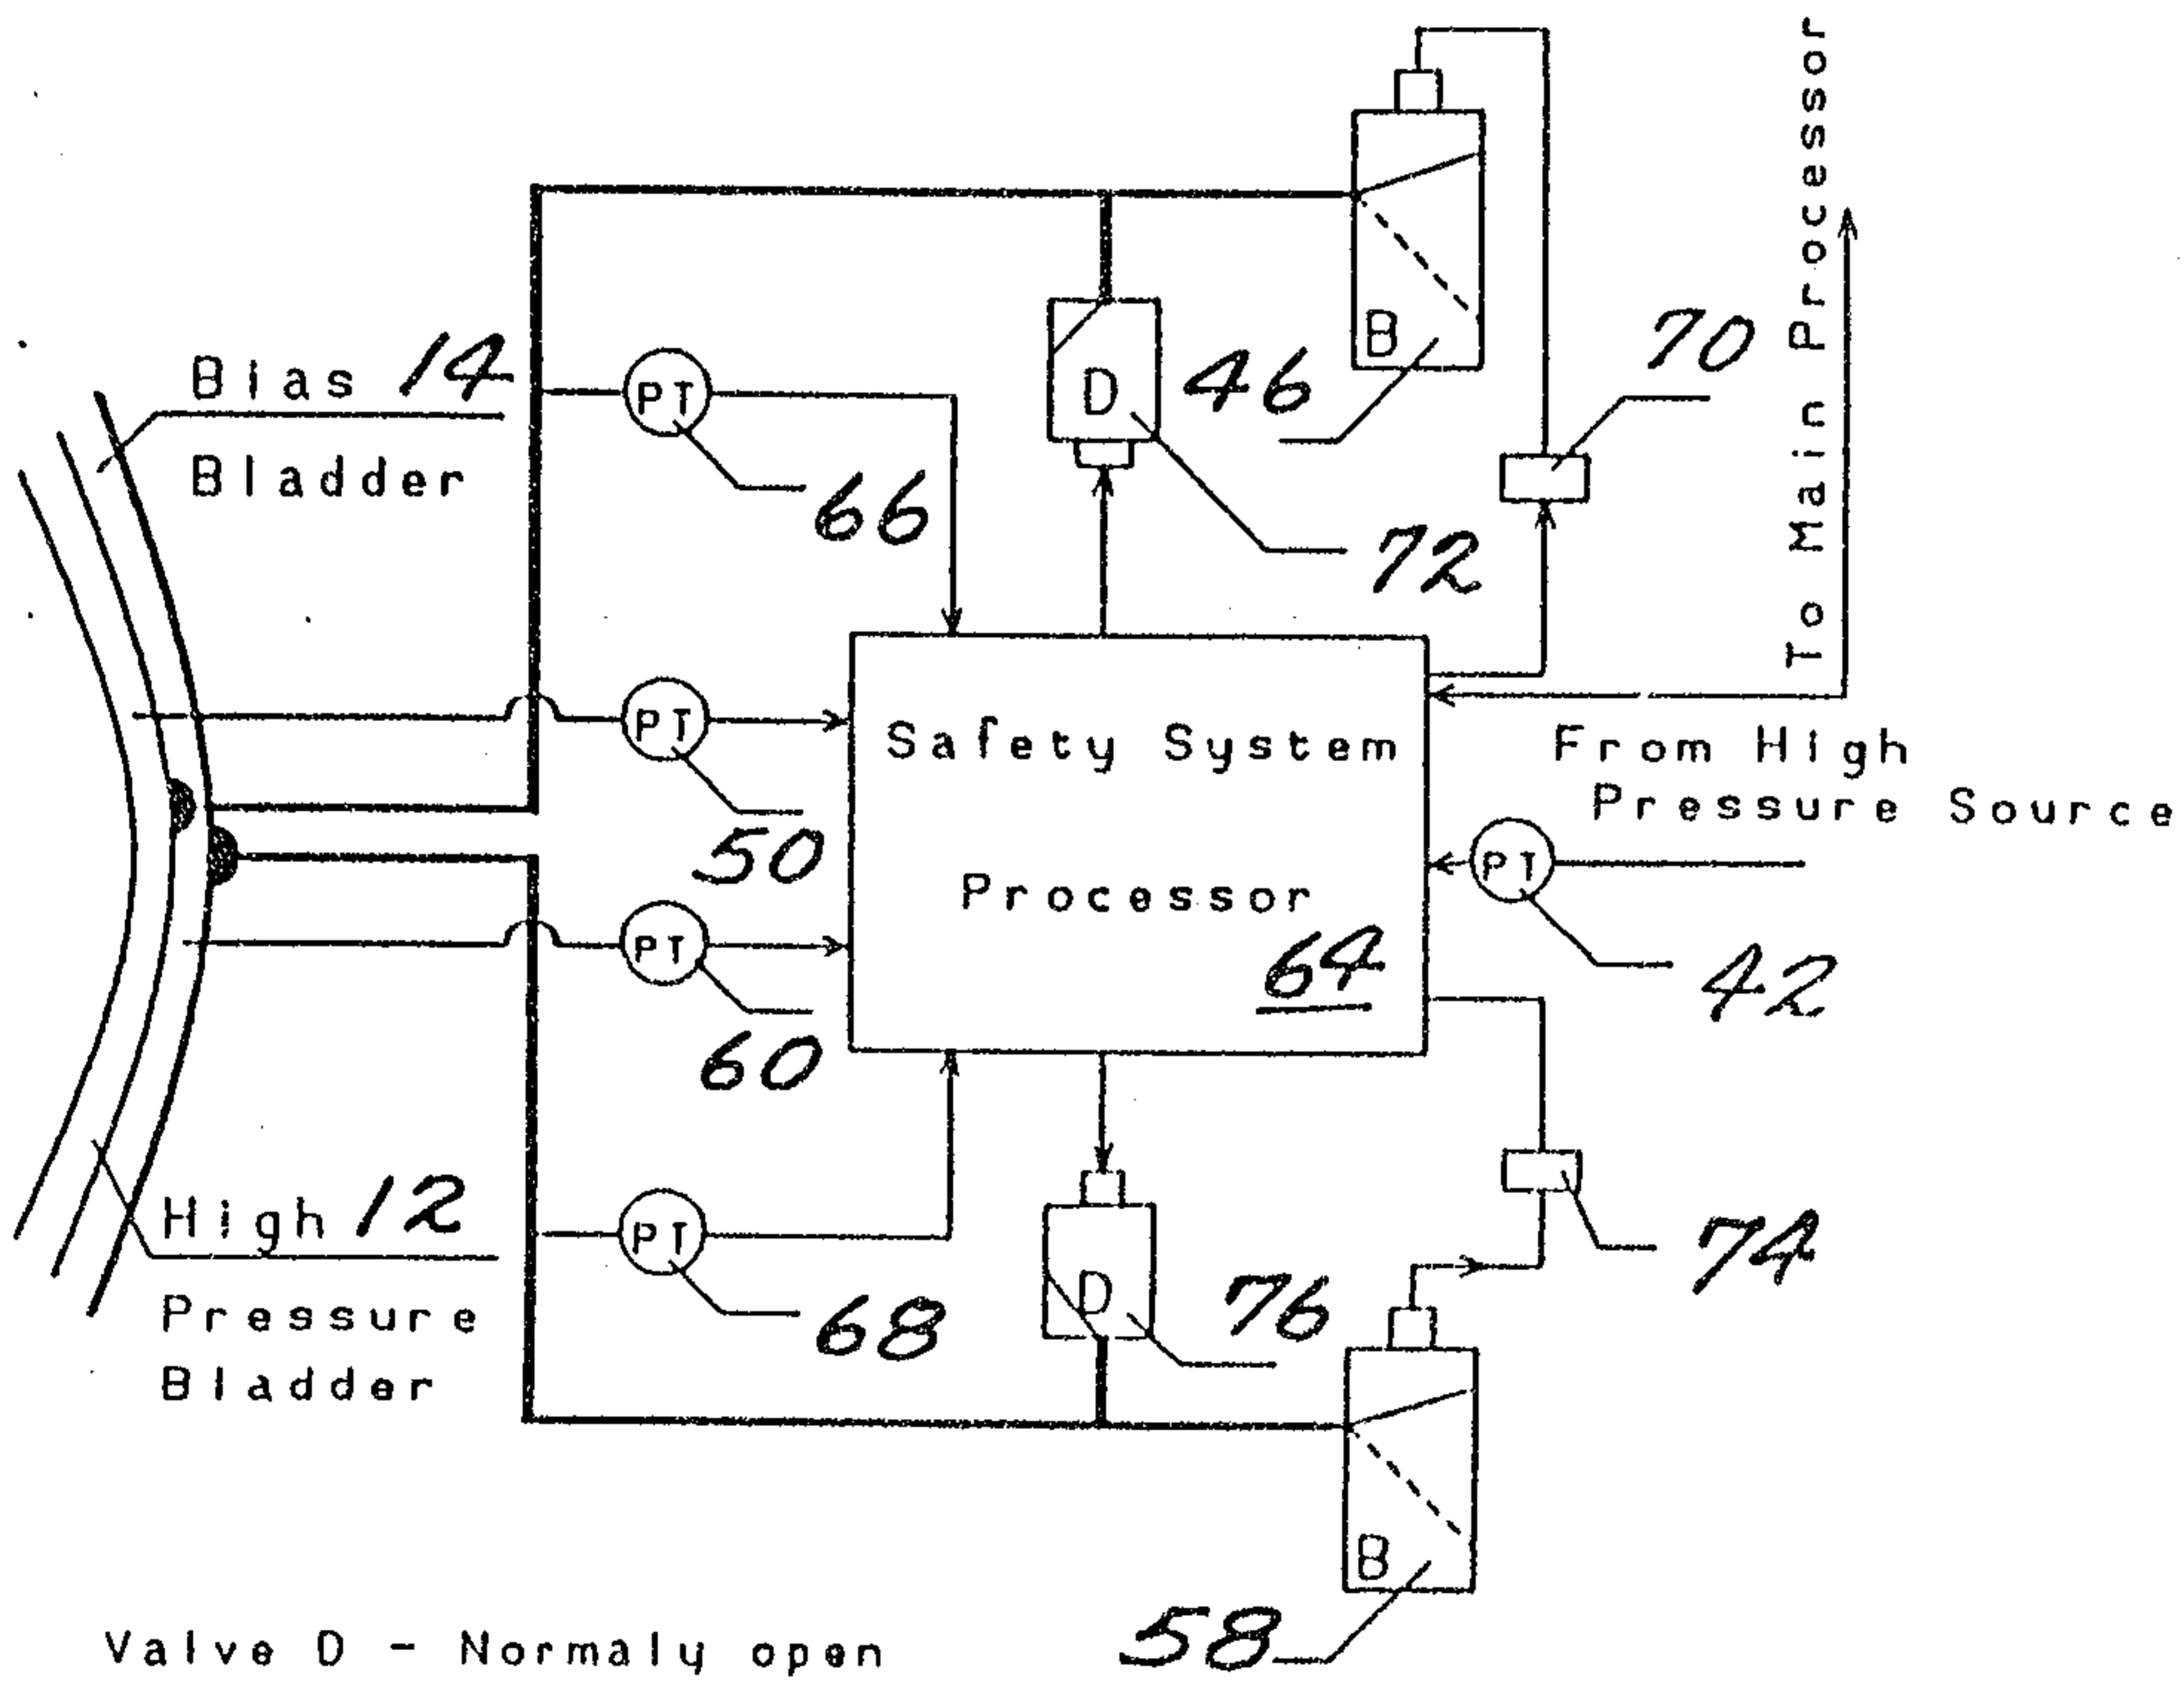 To Main Processor
B
70
Bias 14
Bladder
PT
D
46
66
72
PT
50
Safety System
Processor
64
From High
Pressure Source
PT
42
PT
60
High 12
Pressure
Bladder
PT
68
D
76
74
B
58
Valve D - Normaly open